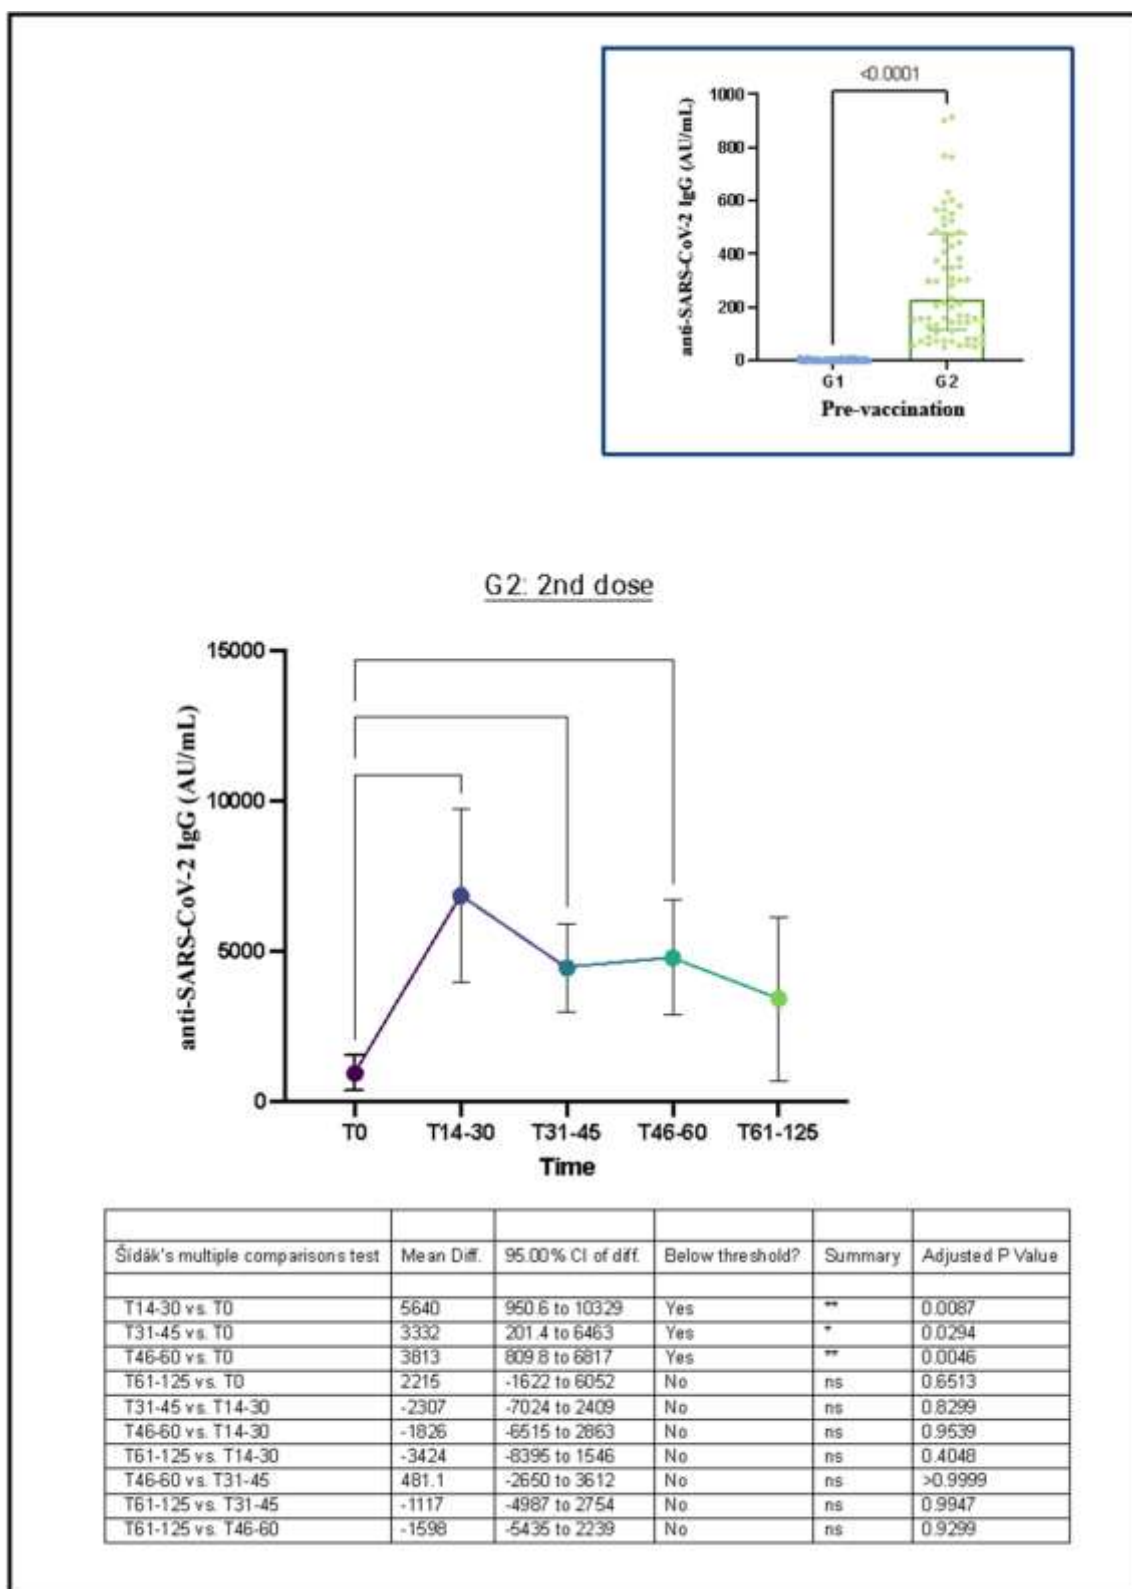 <0.0001
anti-SARS-CoV-2 IgG (AU/mL)
1000
800
600
400
200
0
G1 G2
Pre-vaccination
G2: 2nd dose
anti-SARS-CoV-2 IgG (AU/mL)
15000
10000
5000
0
T0 T14-30 T31-45 T46-60 T61-125
Time
Šídák's multiple comparisons test Mean Diff. 95.00% CI of diff. Below threshold? Summary Adjusted P Value
T14-30 vs. T0 5640 950.6 to 10329 Yes ** 0.0087
T31-45 vs. T0 3332 201.4 to 6463 Yes * 0.0294
T46-60 vs. T0 3813 809.8 to 6817 Yes ** 0.0046
T61-125 vs. T0 2215 -1622 to 6052 No ns 0.6513
T31-45 vs. T14-30 -2307 -7024 to 2409 No ns 0.8299
T46-60 vs. T14-30 -1826 -6515 to 2863 No ns 0.9539
T61-125 vs. T14-30 -3424 -8395 to 1546 No ns 0.4048
T46-60 vs. T31-45 481.1 -2650 to 3612 No ns >0.9999
T61-125 vs. T31-45 -1117 -4987 to 2754 No ns 0.9947
T61-125 vs. T46-60 -1598 -5435 to 2239 No ns 0.9299